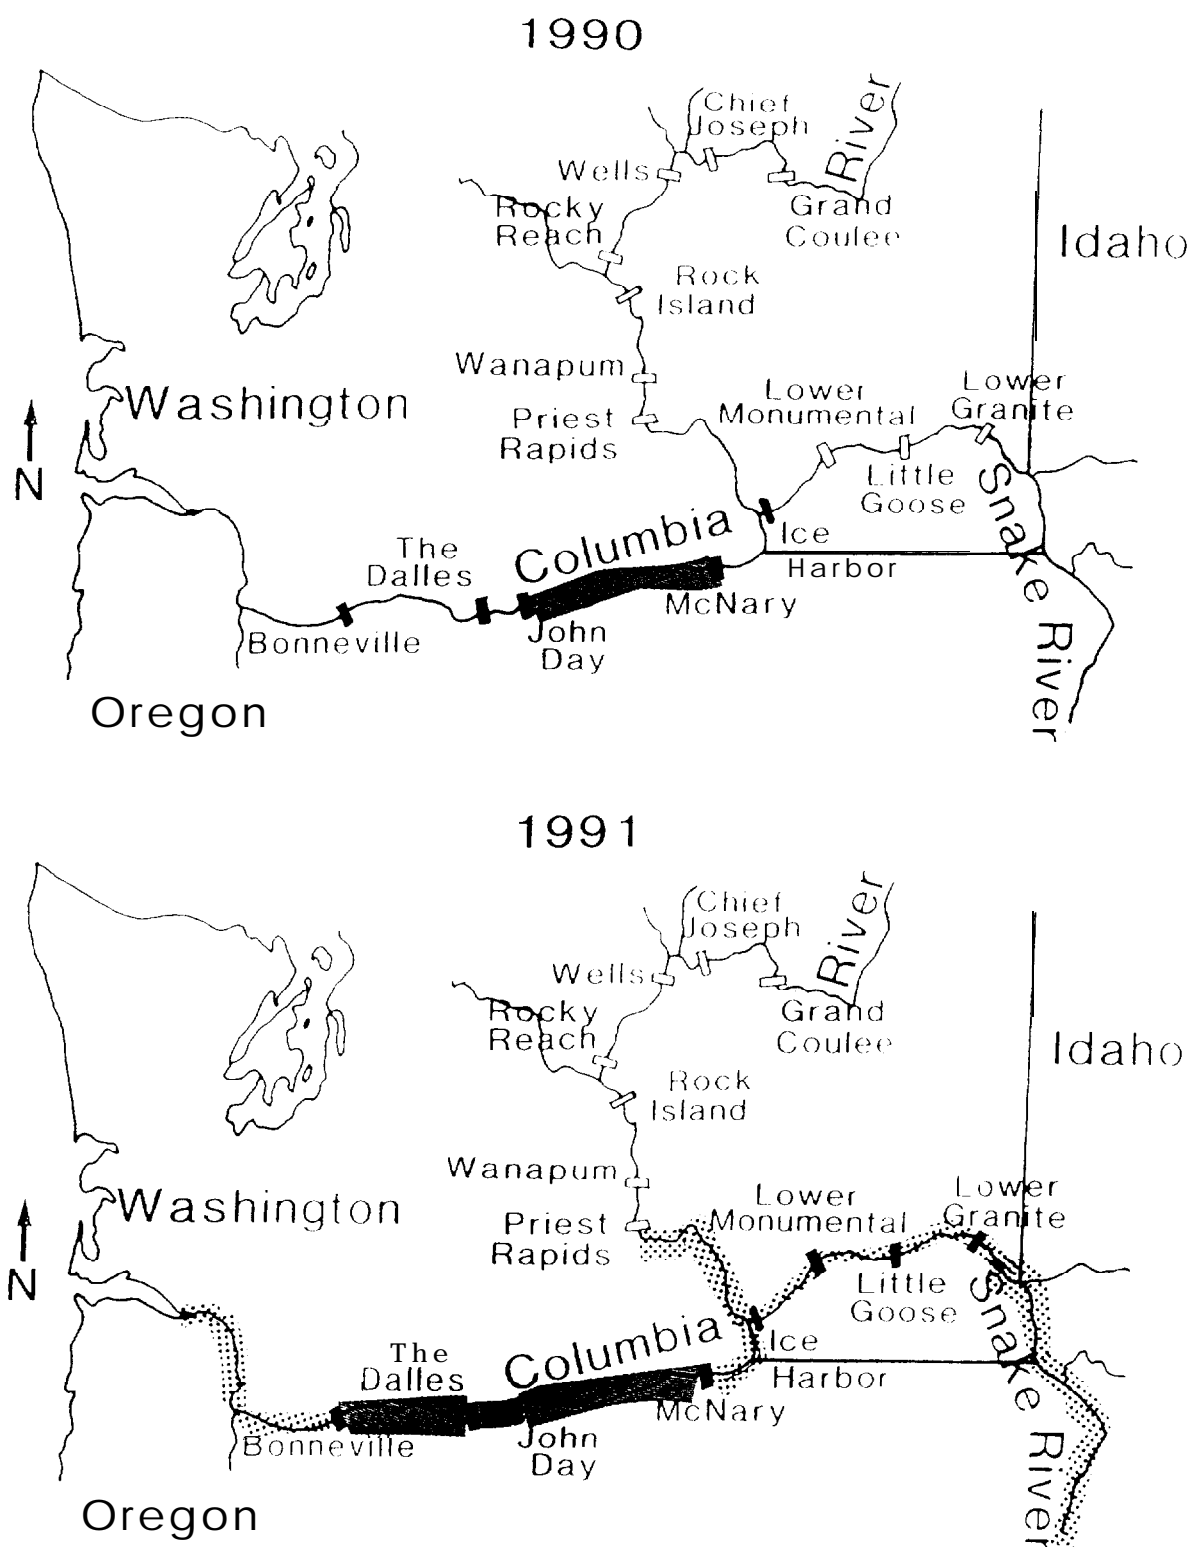 1990
Chief
Joseph
River
Wells
Rocky
Reach
Grand
Coulee
Idaho
Rock
Island
Wanapum
Lower
Monumental
Lower
Granite
Washington
Priest
Rapids
N
Little
Goose
Snake River
Columbia
Ice
Harbor
The
Dalles
McNary
Bonneville
John
Day
Oregon
1991
Chief
Joseph
River
Wells
Rocky
Reach
Grand
Coulee
Idaho
Rock
Island
Wanapum
Lower
Monumental
Lower
Granite
Washington
Priest
Rapids
N
Little
Goose
Snake River
Columbia
Ice
Harbor
The
Dalles
McNary
Bonneville
John
Day
Oregon